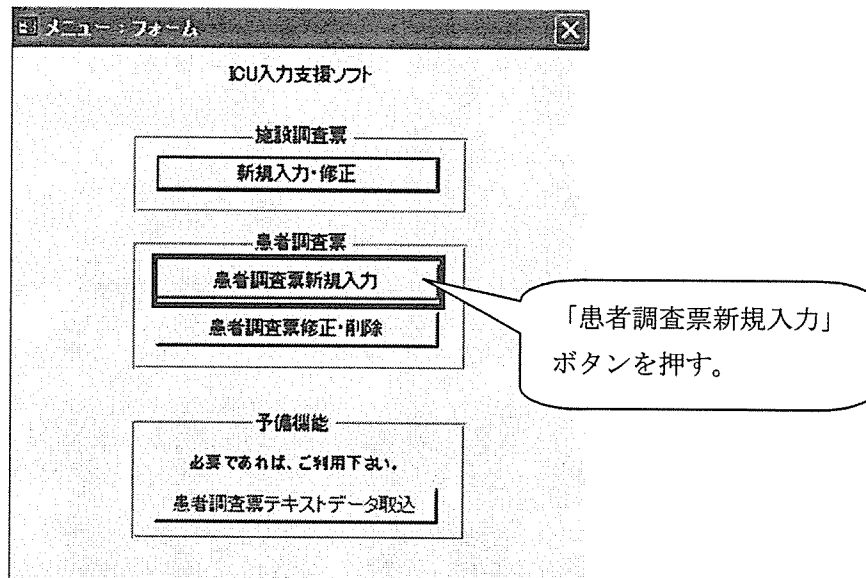 メニュー：フォーム
ICU入力支援ソフト
施設調査票
新規入力・修正
患者調査票
患者調査票新規入力
患者調査票修正・削除
「患者調査票新規入力」
ボタンを押す。
予備機能
必要であれば、ご利用下さい。
患者調査票テキストデータ取込